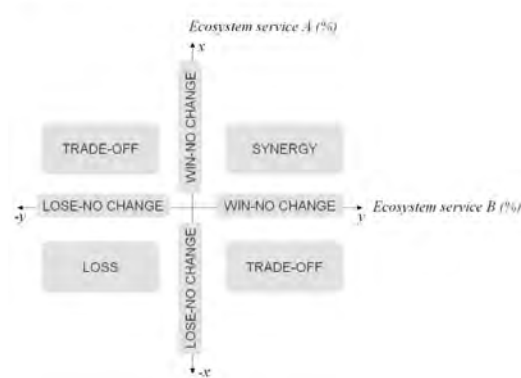 Ecosystem service A (%)
x
WIN-NO CHANGE
TRADE-OFF
SYNERGY
LOSE-NO CHANGE
WIN-NO CHANGE
Ecosystem service B (%)
-y
y
LOSS
LOSE-NO CHANGE
TRADE-OFF
-x